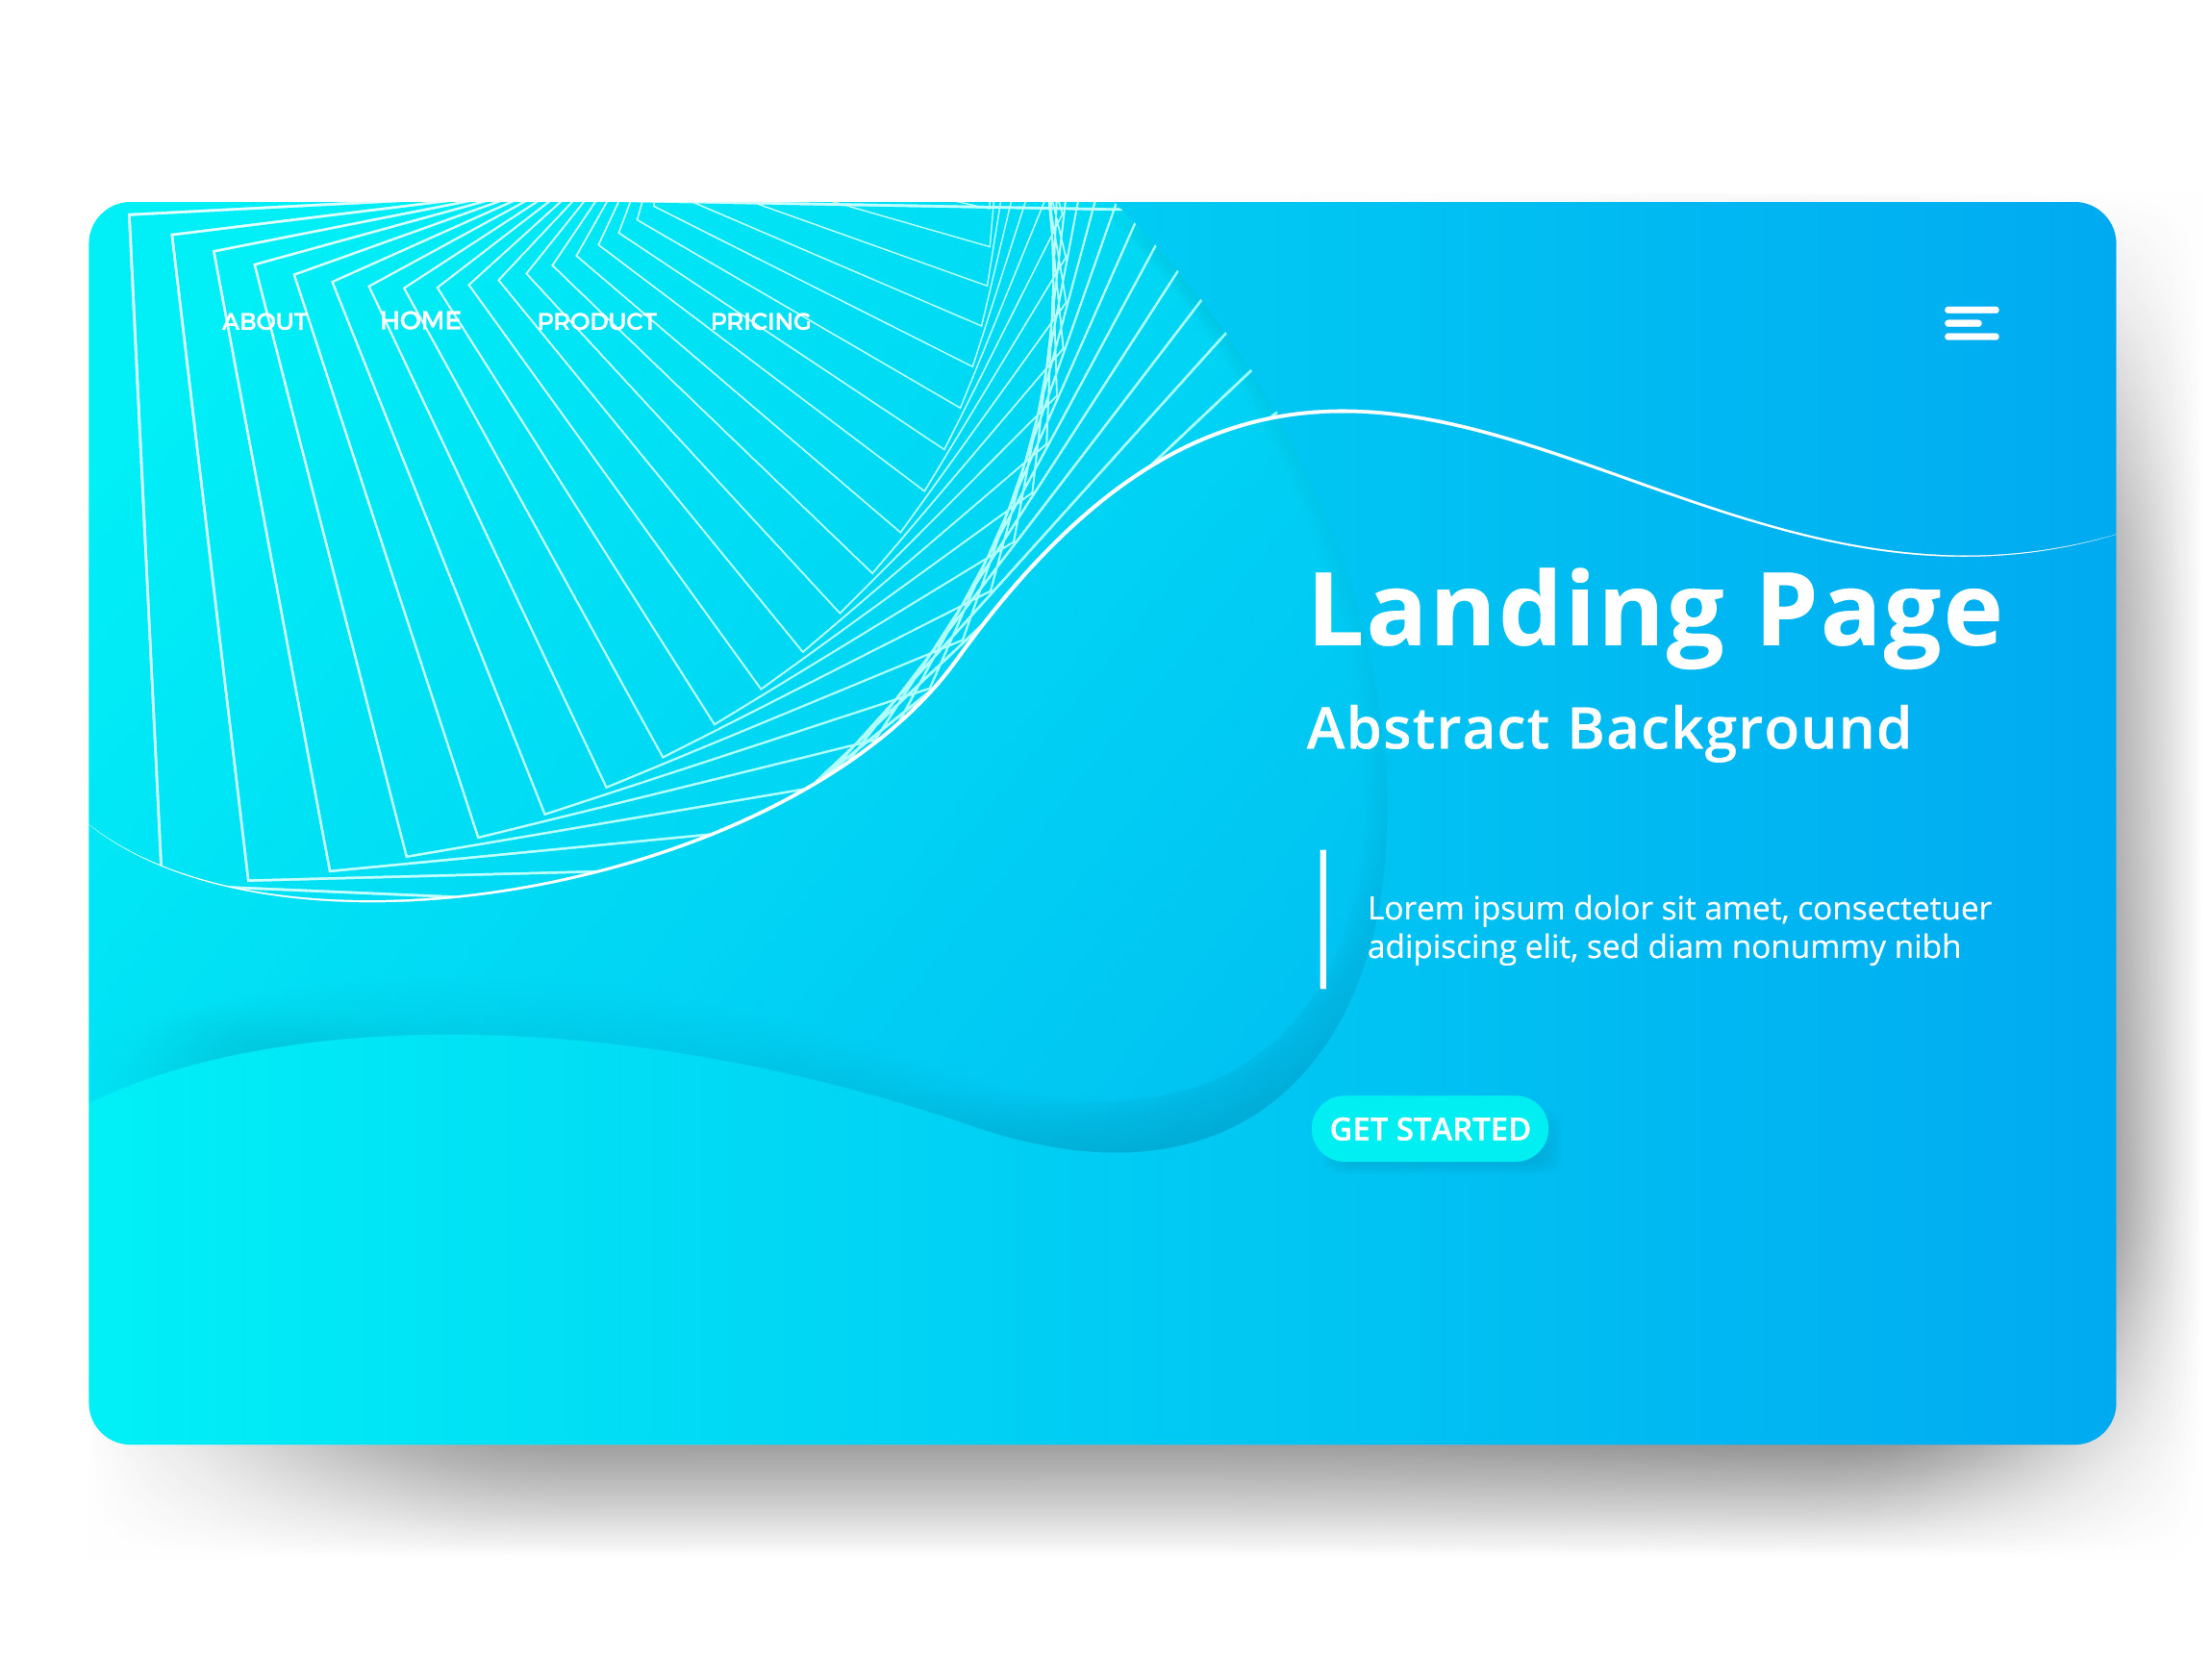 ABOUT HOME PRODUCT PRICING
Landing Page
Abstract Background
Lorem ipsum dolor sit amet, consectetuer
adipiscing elit, sed diam nonummy nibh
GET STARTED